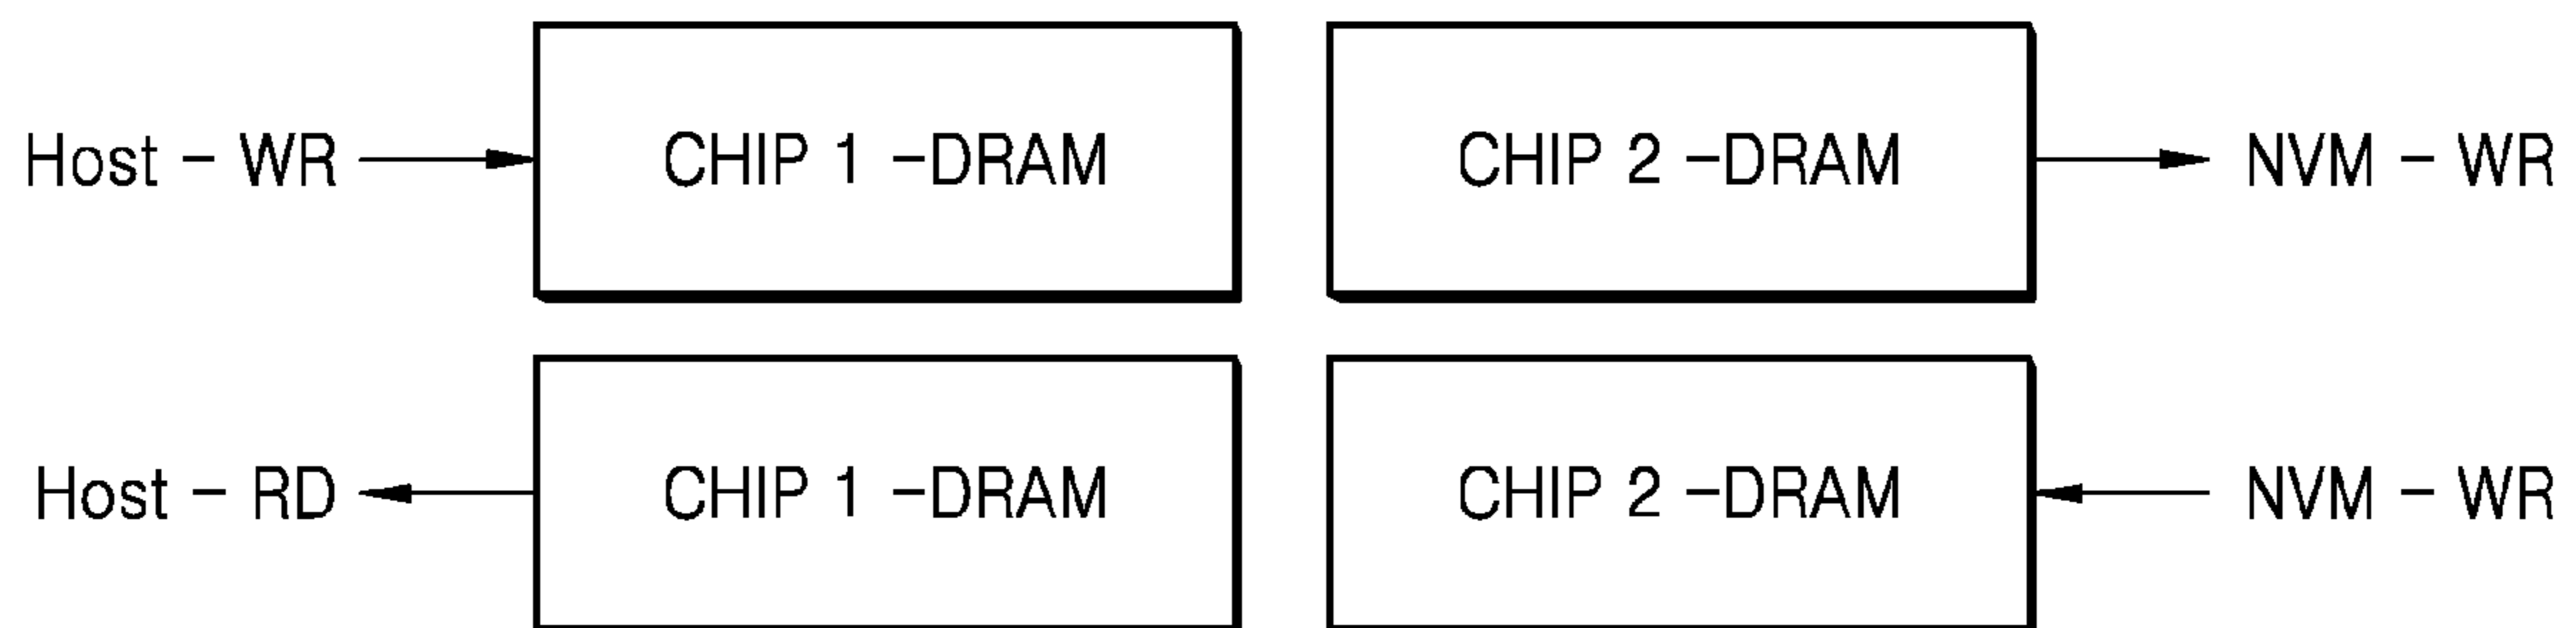 Host - WR CHIP 1 -DRAM CHIP 2 -DRAM NVM - WR
Host - RD CHIP 1 -DRAM CHIP 2 -DRAM NVM - WR